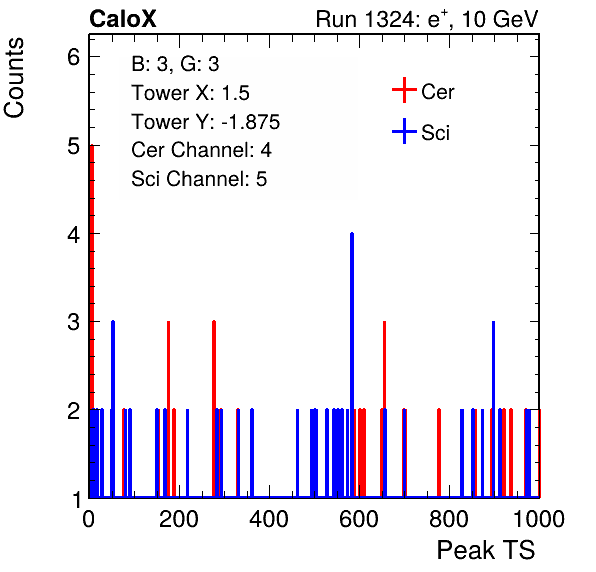 CaloX Run 1324: e⁺, 10 GeV
Counts
B: 3, G: 3
Tower X: 1.5
Tower Y: -1.875
Cer Channel: 4
Sci Channel: 5
Cer
Sci
6
5
4
3
2
1
0 200 400 600 800 1000
Peak TS